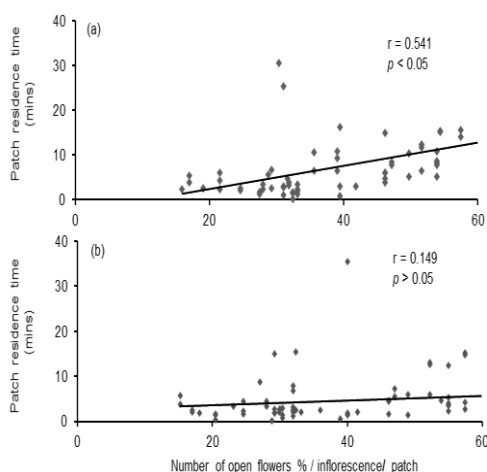 (a)
r = 0.541
p < 0.05
Patch residence time
(mins)
40
30
20
10
0
0
20
40
60
(b)
r = 0.149
p > 0.05
Patch residence time
(mins)
40
30
20
10
0
0
20
40
60
Number of open flowers % / inflorescence/ patch